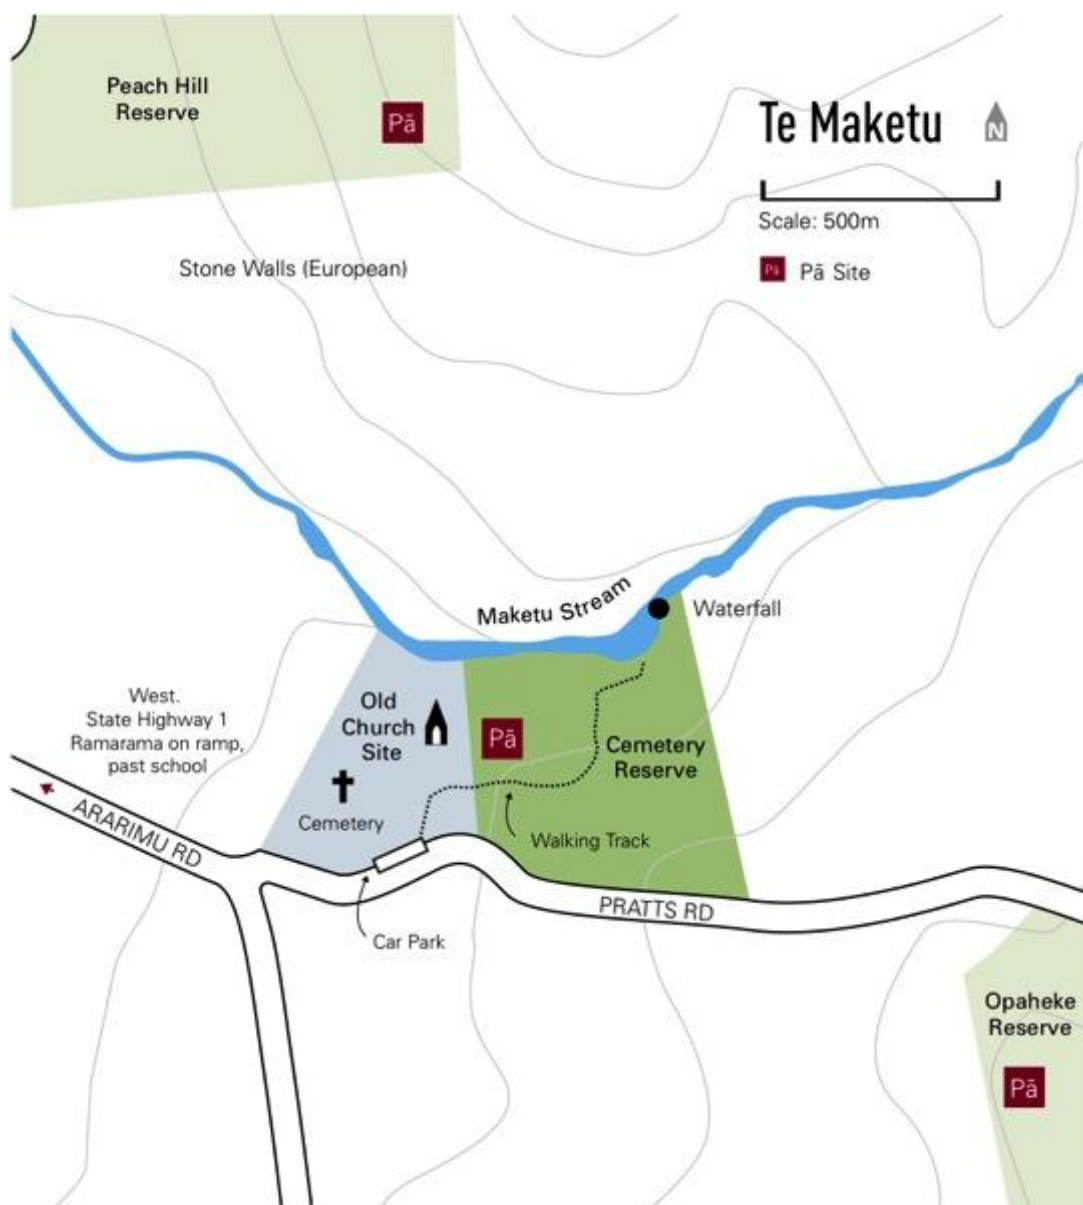 Peach Hill
Reserve
Pā
Te Maketu
N
Scale: 500m
Pā Pā Site
Stone Walls (European)
Maketu Stream
Waterfall
West.
State Highway 1
Ramarama on ramp,
past school
Old
Church
Site
Pā
Cemetery
Reserve
Cemetery
Walking Track
ARARIMU RD
PRATTS RD
Car Park
Opaheke
Reserve
Pā